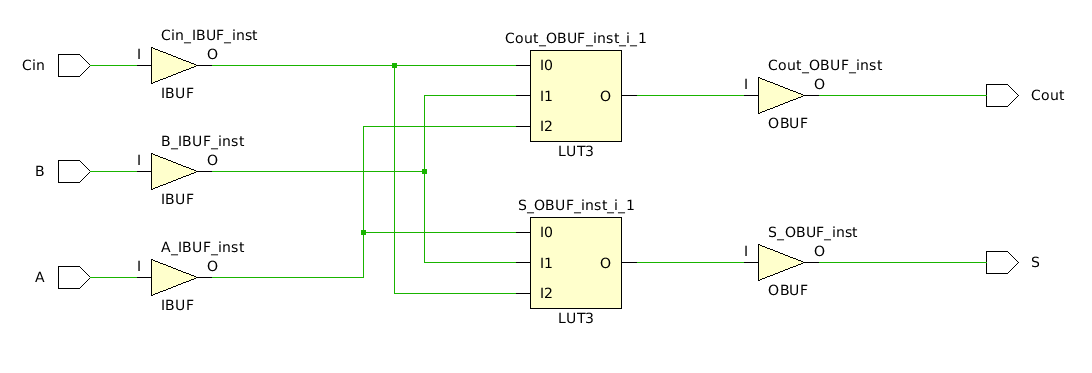 Cin_IBUF_inst
Cin
I
O
IBUF
Cout_OBUF_inst_i_1
I0
I1
I2
O
LUT3
Cout_OBUF_inst
I
O
OBUF
Cout
B_IBUF_inst
B
I
O
IBUF
A_IBUF_inst
A
I
O
IBUF
S_OBUF_inst_i_1
I0
I1
I2
O
LUT3
S_OBUF_inst
I
O
OBUF
S